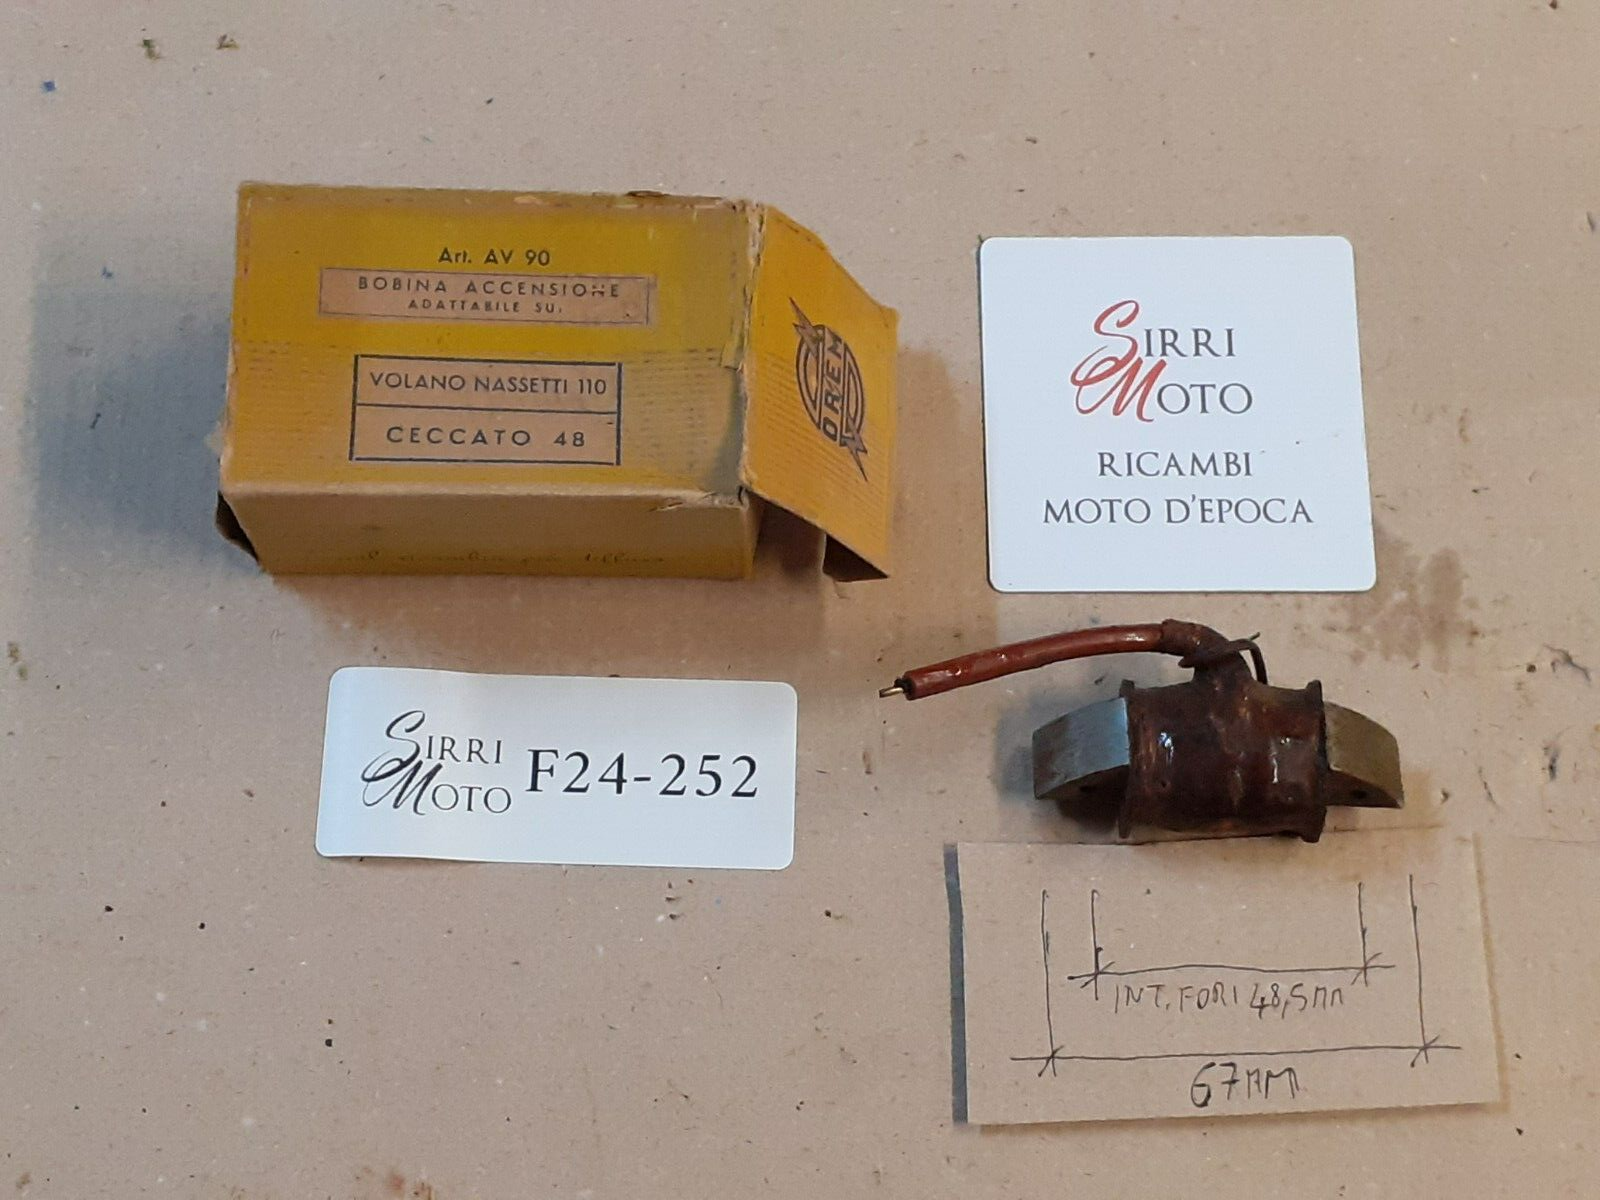 Art. AV 90
BOBINA ACCENSIONE
ADATTABILE SU:
VOLANO NASSETTI 110
CECCATO 48
OREM
SIRRI
MOTO
RICAMBI
MOTO D'EPOCA
SIRRI
MOTO
F24-252
INT. FORI 48,5mm
67mm